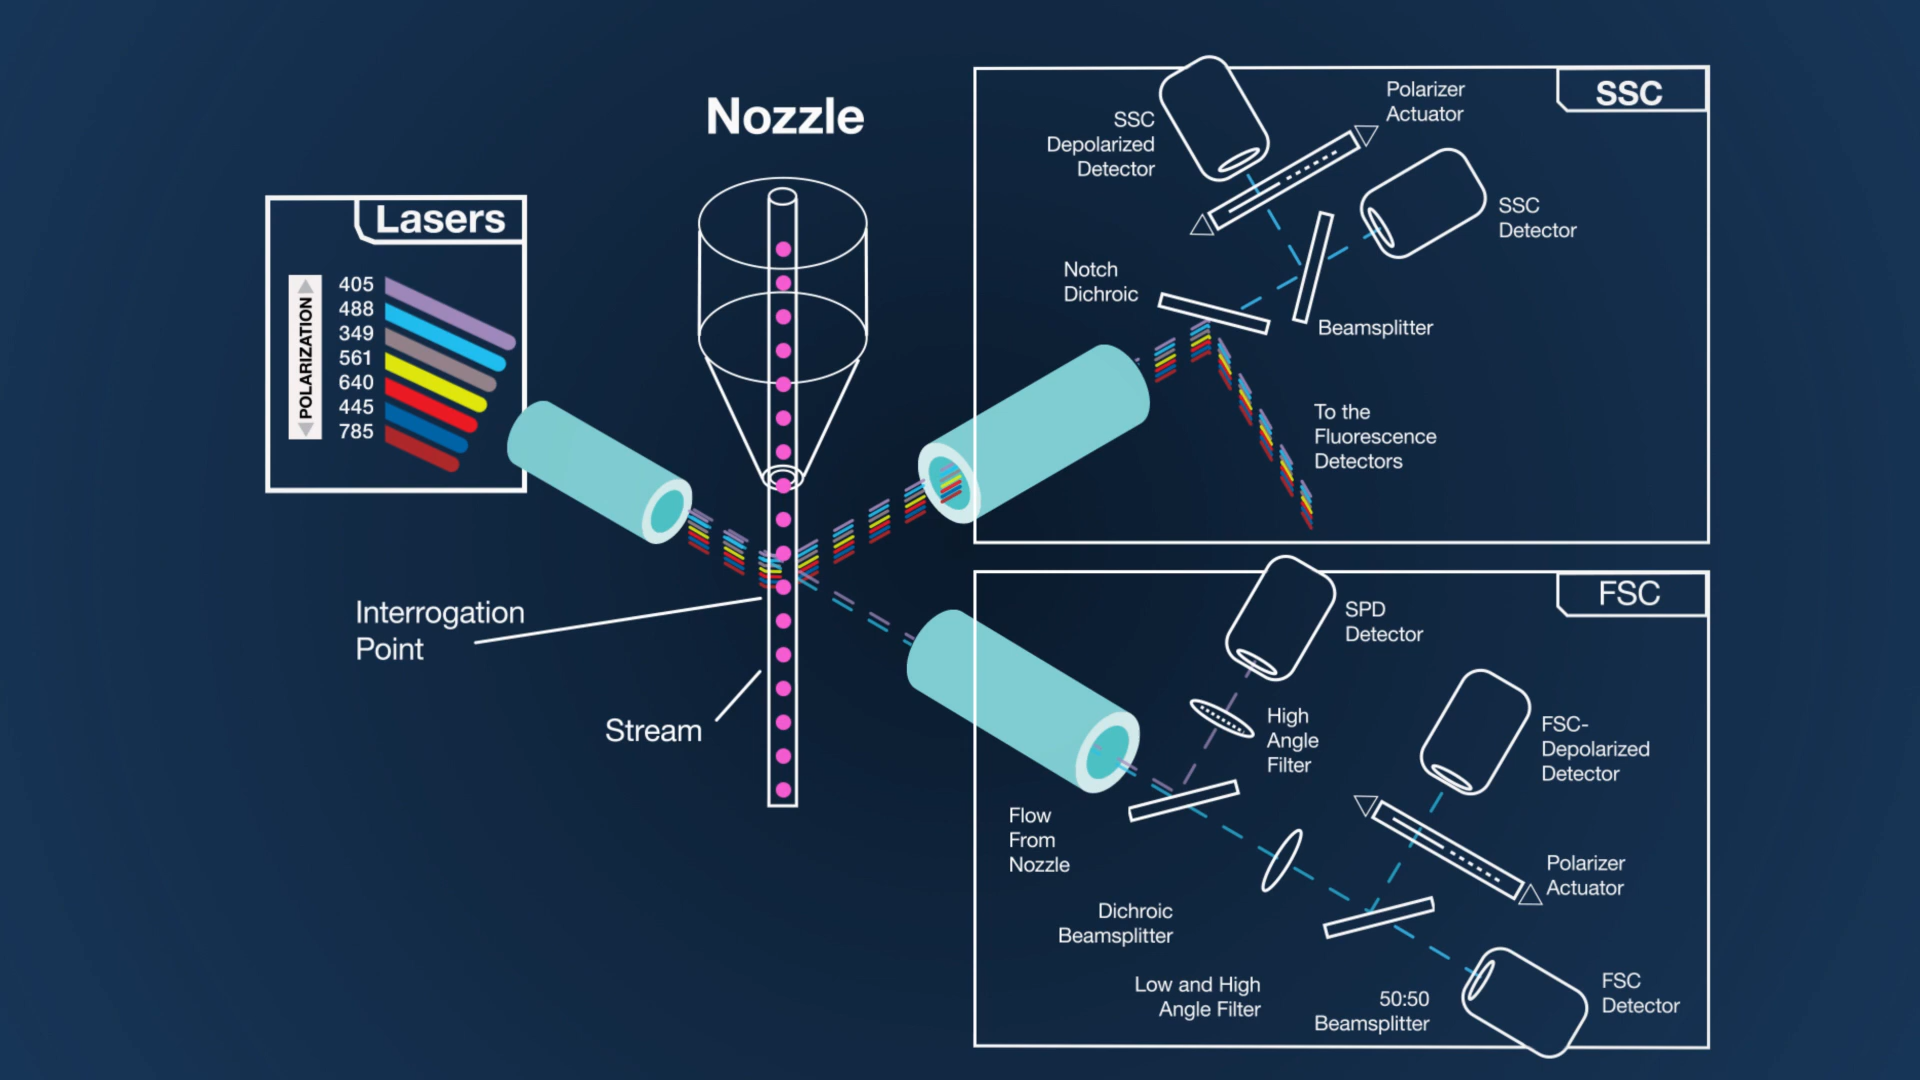 Nozzle
Lasers
POLARIZATION
405
488
349
561
640
445
785
Interrogation
Point
Stream
SSC
SSC
Depolarized
Detector
Polarizer
Actuator
SSC
Detector
Notch
Dichroic
Beamsplitter
To the
Fluorescence
Detectors
FSC
SPD
Detector
High
Angle
Filter
FSC-
Depolarized
Detector
Flow
From
Nozzle
Polarizer
Actuator
Dichroic
Beamsplitter
Low and High
Angle Filter
50:50
Beamsplitter
FSC
Detector